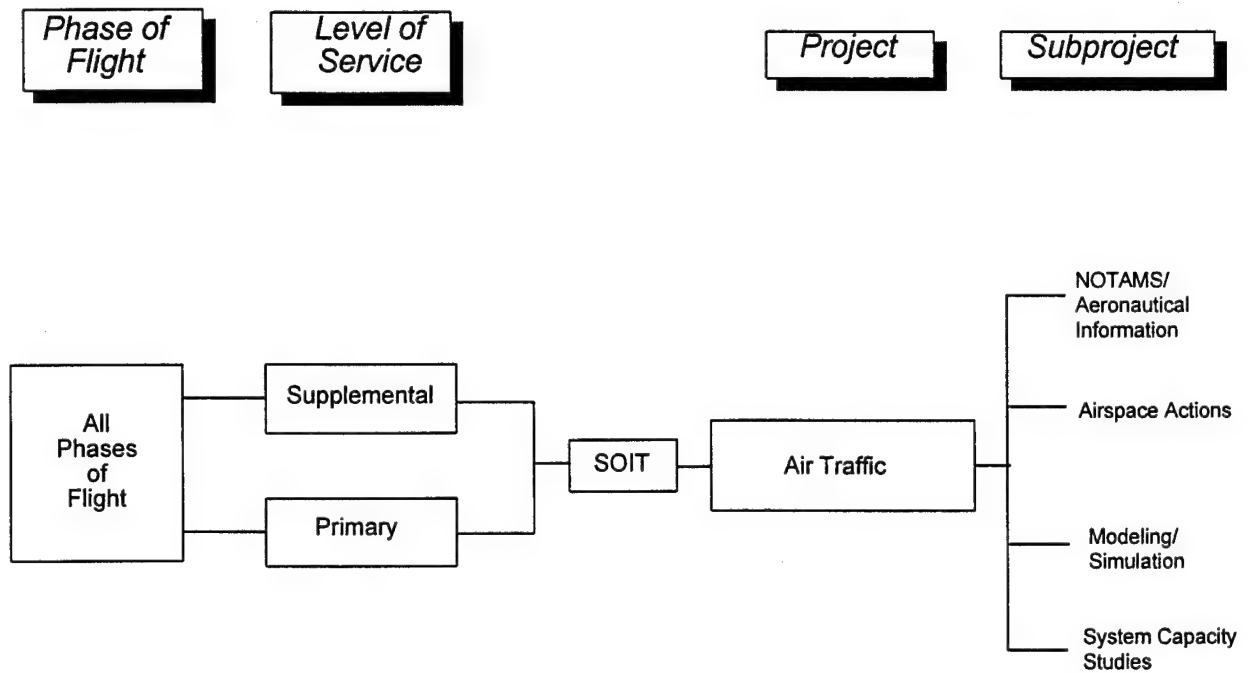 Phase of
Flight
Level of
Service
Project
Subproject
All
Phases
of
Flight
Supplemental
Primary
SOIT
Air Traffic
NOTAMS/
Aeronautical
Information
Airspace Actions
Modeling/
Simulation
System Capacity
Studies